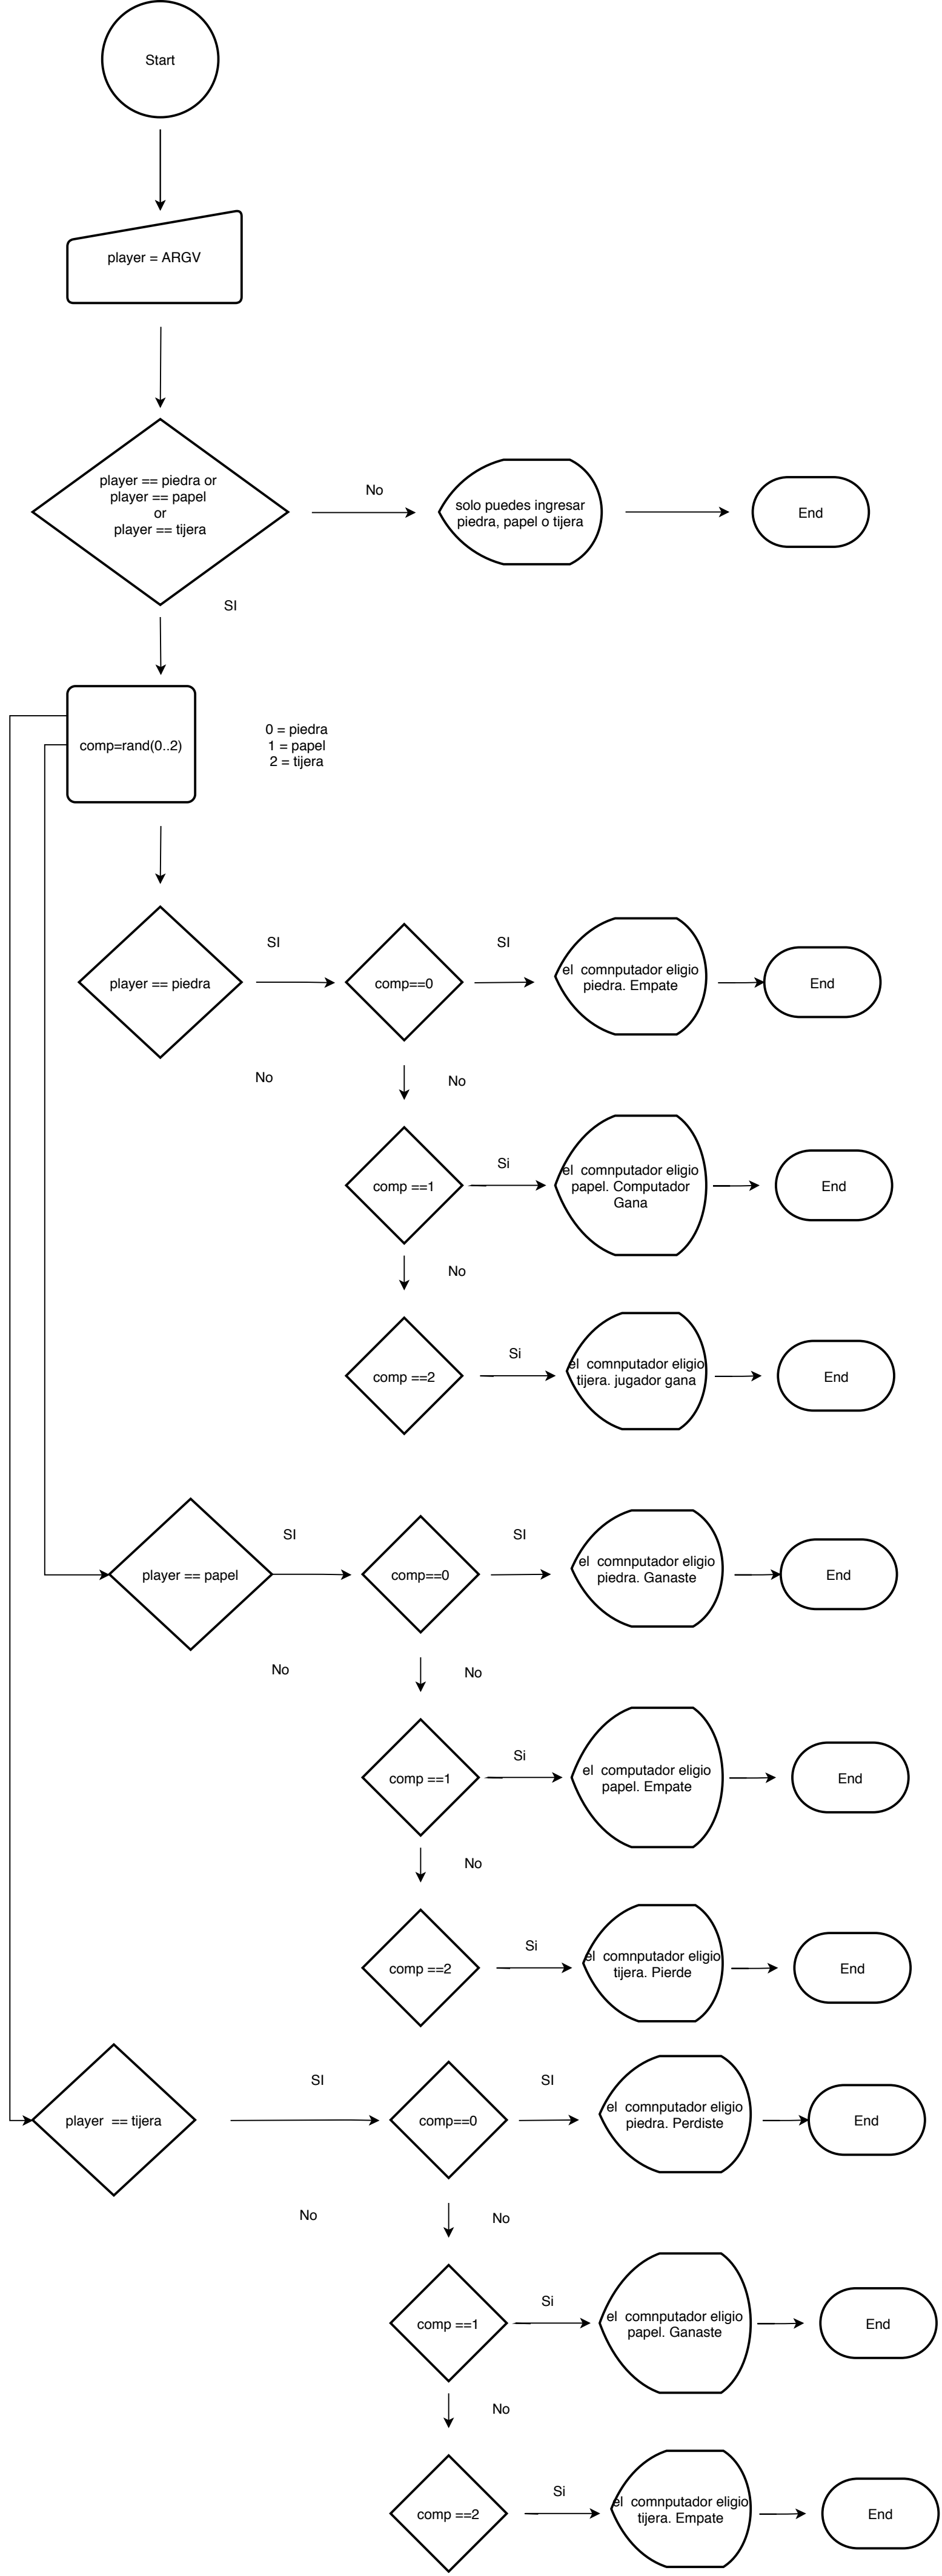 Start
player = ARGV
player == piedra or
player == papel
or
player == tijera
No
solo puedes ingresar
piedra, papel o tijera
End
SI
comp=rand(0..2)
0 = piedra
1 = papel
2 = tijera
player == piedra
SI
comp==0
SI
el comnputador eligio
piedra. Empate
End
No
No
comp ==1
Si
el comnputador eligio
papel. Computador
Gana
End
No
comp ==2
Si
el comnputador eligio
tijera. jugador gana
End
player == papel
SI
comp==0
SI
el comnputador eligio
piedra. Ganaste
End
No
No
comp ==1
Si
el computador eligio
papel. Empate
End
No
comp ==2
Si
el comnputador eligio
tijera. Pierde
End
player == tijera
SI
comp==0
SI
el comnputador eligio
piedra. Perdiste
End
No
No
comp ==1
Si
el comnputador eligio
papel. Ganaste
End
No
comp ==2
Si
el comnputador eligio
tijera. Empate
End